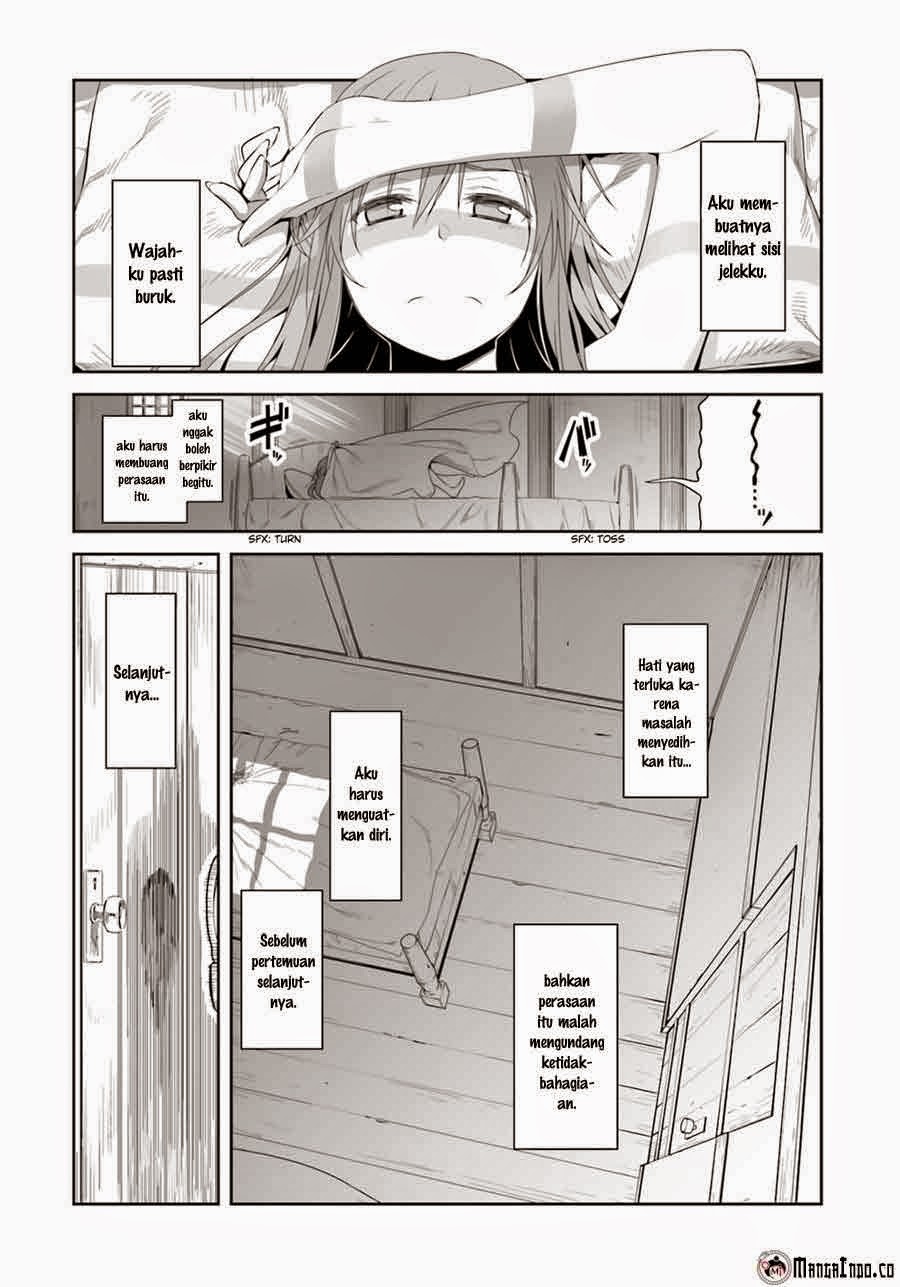 Aku mem-
buatnya
melihat sisi
jelekku.
Wajah-
ku pasti
buruk.
バ
SFX: TOSS
ギ
SFX: TURN
aku
nggak
boleh
berpikir
begitu.
aku harus
membuang
perasaan
itu.
Hati yang
terluka ka-
rena
masalah
menyedih-
kan itu...
bahkan
perasaan
itu malah
mengundang
ketidak-
bahagia-
an.
Aku
harus
menguat-
kan diri.
Sebelum
pertemuan
selanjut-
nya.
Selanjut-
nya...
MangaIndo.co